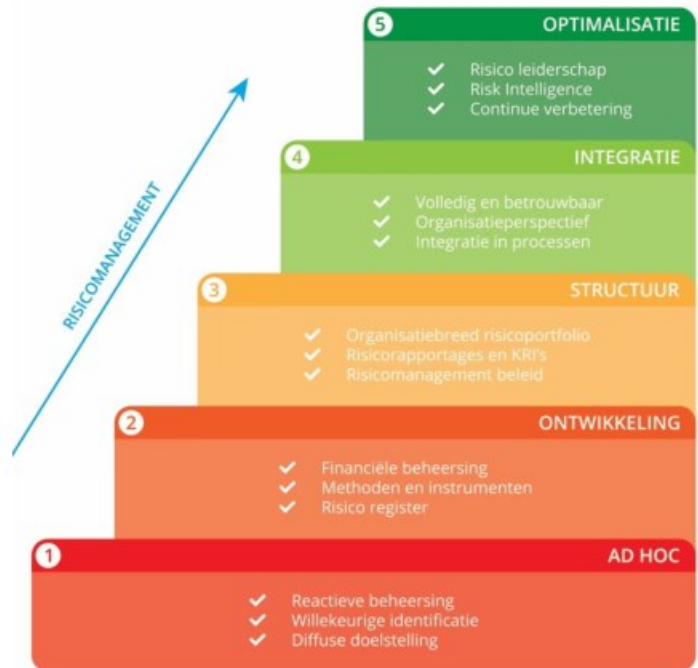 5 OPTIMALISATIE
Risico leiderschap
Risk Intelligence
Continue verbetering
4 INTEGRATIE
Volledig en betrouwbaar
Organisatieperspectief
Integratie in processen
RISICOMANAGEMENT
3 STRUCTUUR
Organisatiebreed risicoportfolio
Risicorapportages en KRI's
Risicomanagement beleid
2 ONTWIKKELING
Financiële beheersing
Methoden en instrumenten
Risico register
1 AD HOC
Reactieve beheersing
Willekeurige identificatie
Diffuse doelstelling